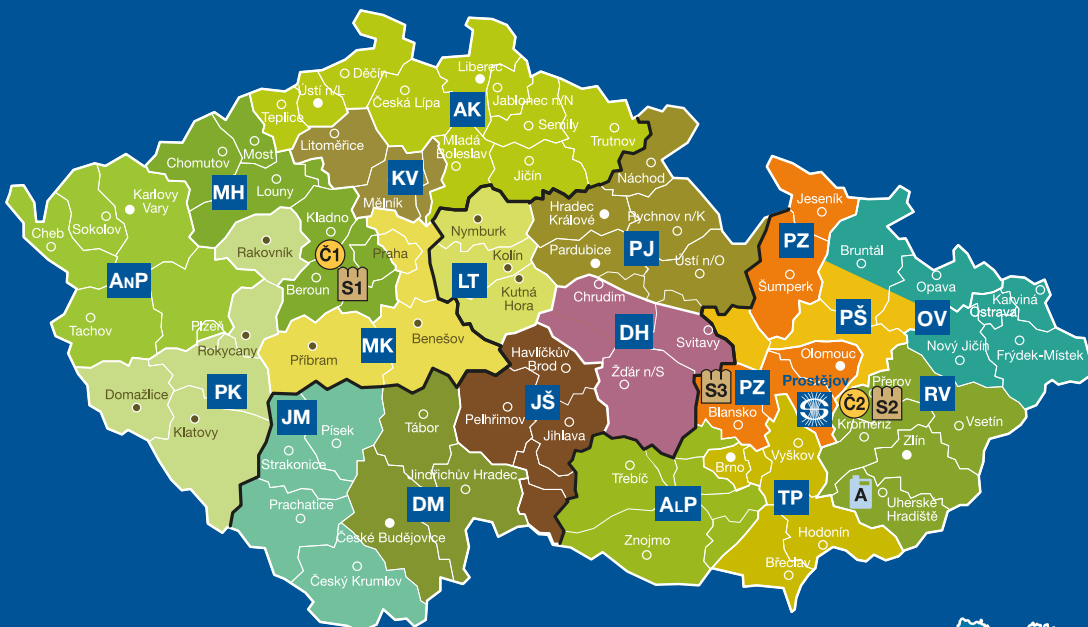 Děčín
Liberec
Ústí n/L
Česká Lípa
AK
Jablonec n/N
Teplice
Semily
Litoměřice
Mladá
Boleslav
Trutnov
Most
Chomutov
Jičín
MH
Louny
KV
Mělník
Náchod
Karlovy
Vary
Kladno
Nymburk
Hradec
Králové
Rychnov n/K
Jeseník
Cheb
Sokolov
Rakovník
Č1
Praha
Kolín
Pardubice
PJ
PZ
Bruntál
AnP
Beroun
S1
LT
Kutná
Hora
Ústí n/O
Šumperk
Opava
Karviná
Ostrava
Tachov
Plzeň
Rokycany
Chrudim
PŠ
OV
Příbram
MK
Benešov
Havlíčkův
Brod
DH
Svitavy
Nový Jičín
Frýdek-Místek
Domažlice
PK
Žďár n/S
Olomouc
Klatovy
JM
Písek
Tábor
Pelhřimov
JŠ
Jihlava
S3
PZ
Blansko
Prostějov
S
Přerov
Č2
S2
RV
Kroměříž
Vsetín
Strakonice
Jindřichův Hradec
Třebíč
Brno
Vyškov
Zlín
Prachatice
DM
České Budějovice
ALP
TP
A
Uherské
Hradiště
Znojmo
Hodonín
Český Krumlov
Břeclav